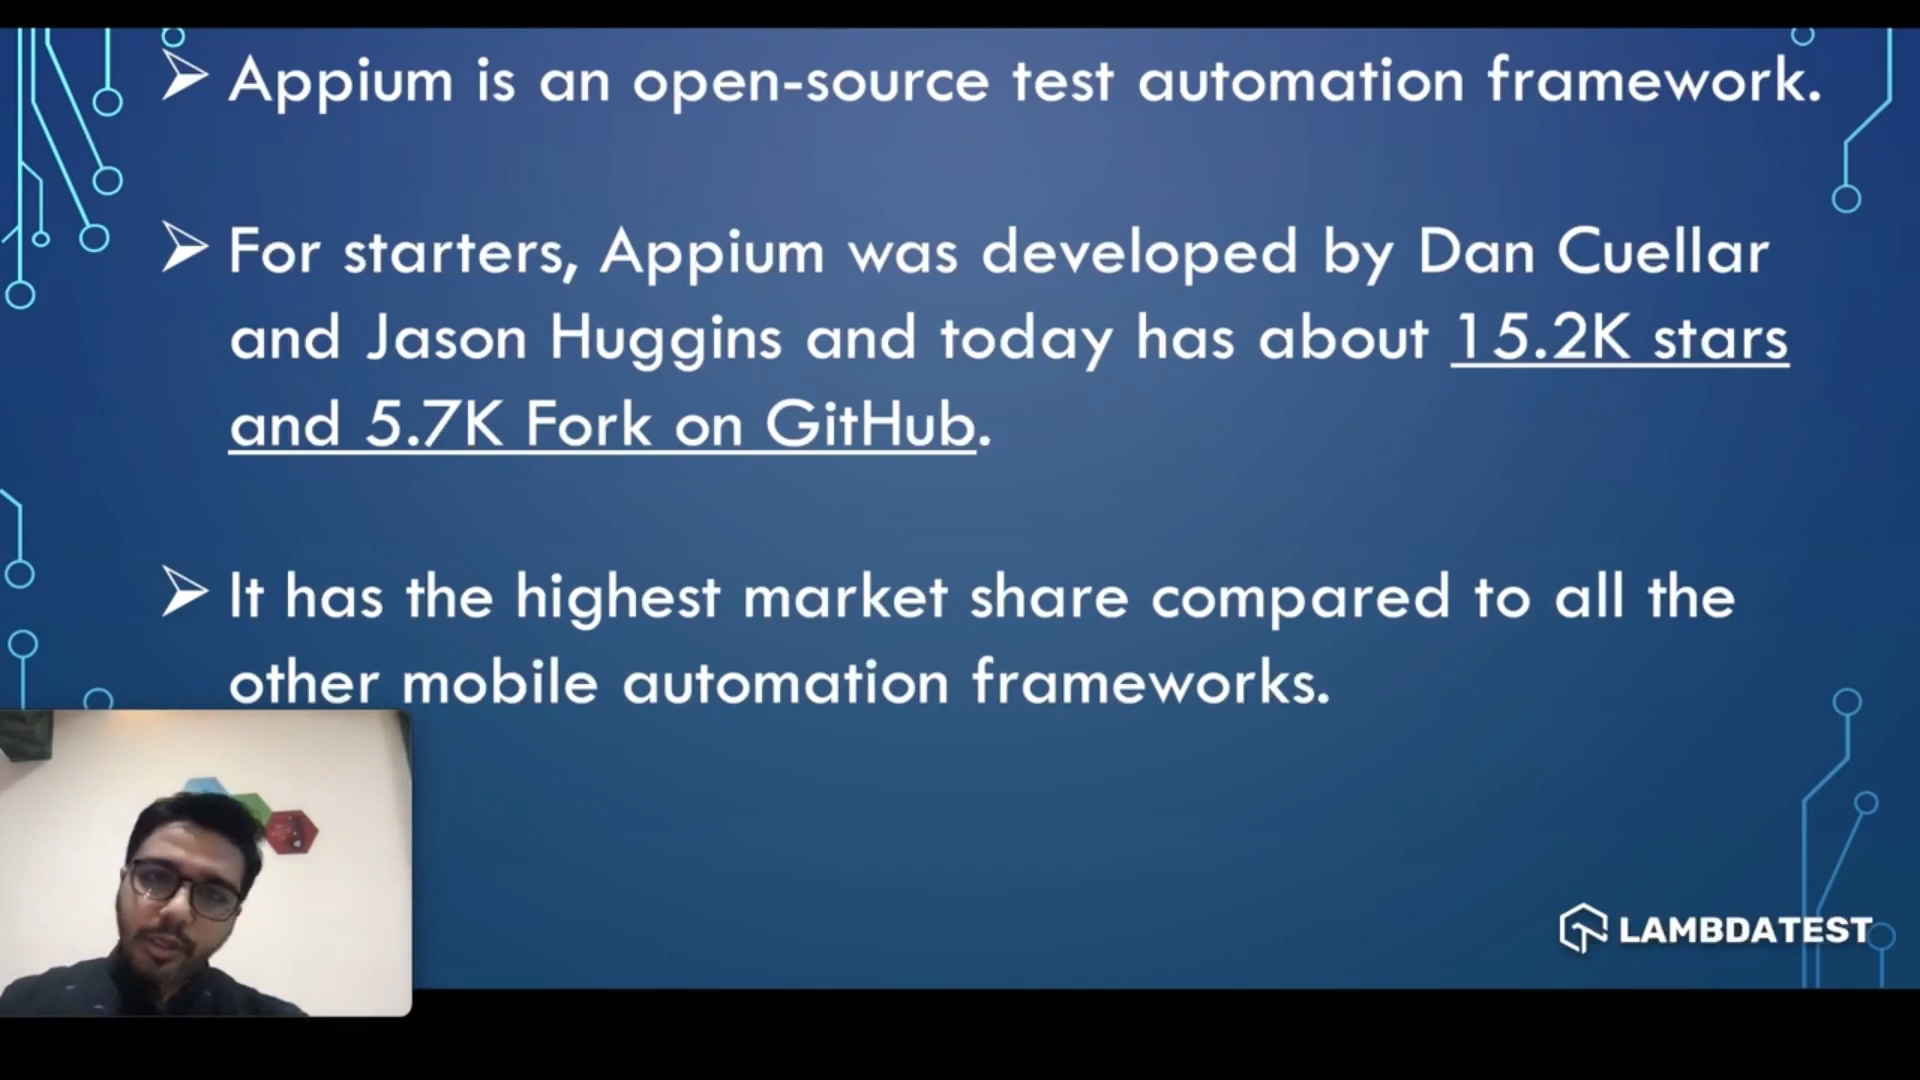 Appium is an open-source test automation framework.
For starters, Appium was developed by Dan Cuellar
and Jason Huggins and today has about 15.2K stars
and 5.7K Fork on GitHub.
It has the highest market share compared to all the
other mobile automation frameworks.
LAMBDATEST